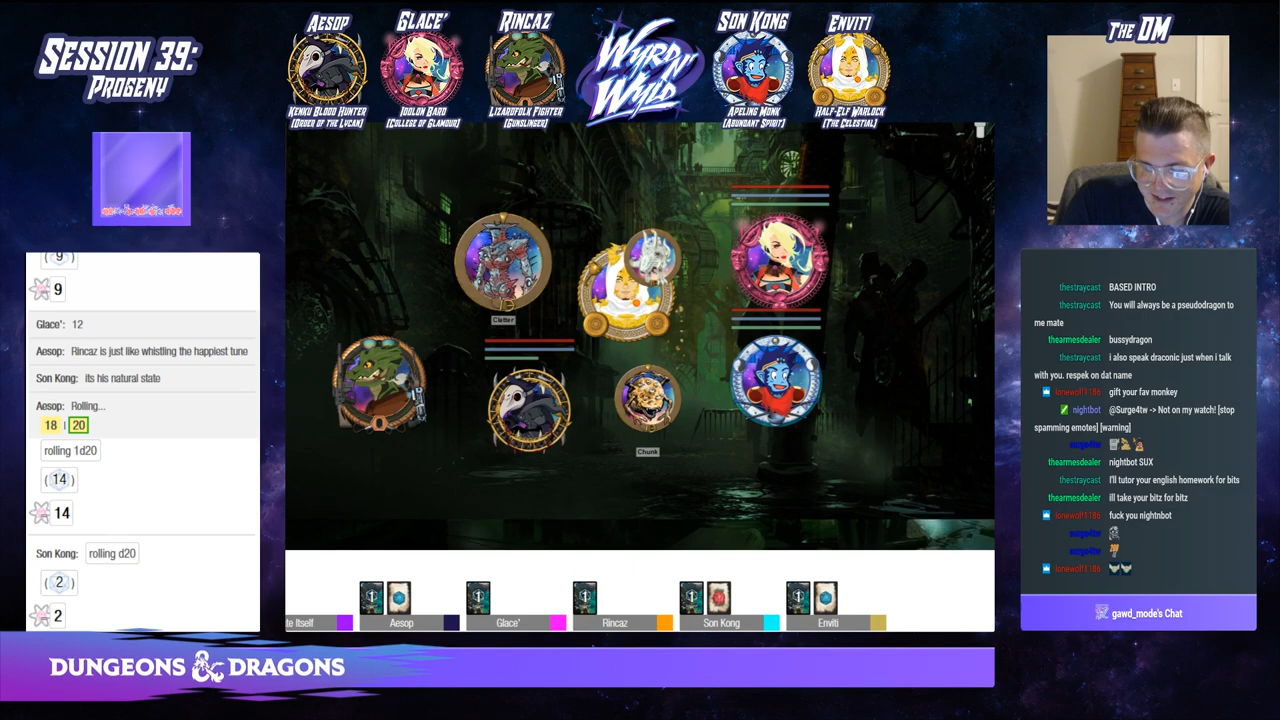 SESSION 39:
PROGENY
AESOP
KENKU BLOOD HUNTER
(ORDER OF THE LYCAN)
GLACE'
IDOLON BARD
(COLLEGE OF GLAMOUR)
RINCAZ
LIZARDFOLK FIGHTER
(GUNSLINGER)
WYRD N' WYLD
SON KONG
APELING MONK
(ABUNDANT SPIRIT)
ENVITI
HALF-ELF WARLOCK
(THE CELESTIAL)
THE DM
(9)
9
Glace': 12
Aesop: Rincaz is just like whistling the happiest tune
Son Kong: its his natural state
Aesop: Rolling...
18 | 20
rolling 1d20
(14)
14
Son Kong: rolling d20
(2)
2
Clatter
Chunk
te Itself
1
Aesop
1
Glace'
1
Rincaz
1
Son Kong
1
Enviti
thestraycast BASED INTRO
thestraycast You will always be a pseudodragon to
me mate
thearmesdealer bussydragon
thestraycast i also speak draconic just when i talk
with you. respek on dat name
lonewolf1186 gift your fav monkey
nightbot @Surge4tw -> Not on my watch! [stop
spamming emotes] [warning]
surge4tw
thearmesdealer nightbot SUX
thestraycast I'll tutor your english homework for bits
thearmesdealer ill take your bitz for bitz
lonewolf1186 fuck you nightnbot
surge4tw
surge4tw
lonewolf1186
gawd_mode's Chat
DUNGEONS & DRAGONS